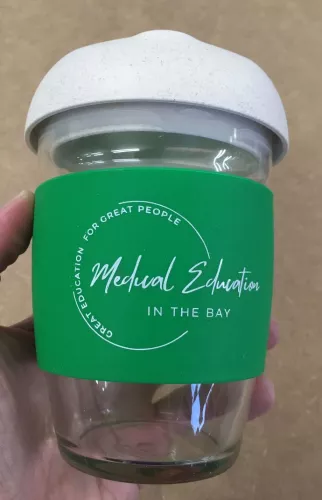 GREAT EDUCATION FOR GREAT PEOPLE
Medical Education
IN THE BAY